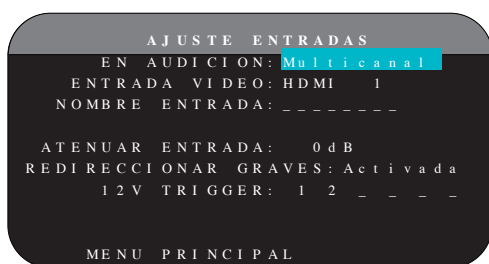 AJUSTE ENTRADAS
EN AUDICION: Multicanal
ENTRADA VIDEO: HDMI 1
NOMBRE ENTRADA: _ _ _ _ _ _ _ _
ATENUAR ENTRADA: 0dB
REDIRECCIONAR GRAVES: Activada
12V TRIGGER: 1 2 _ _ _ _
MENU PRINCIPAL